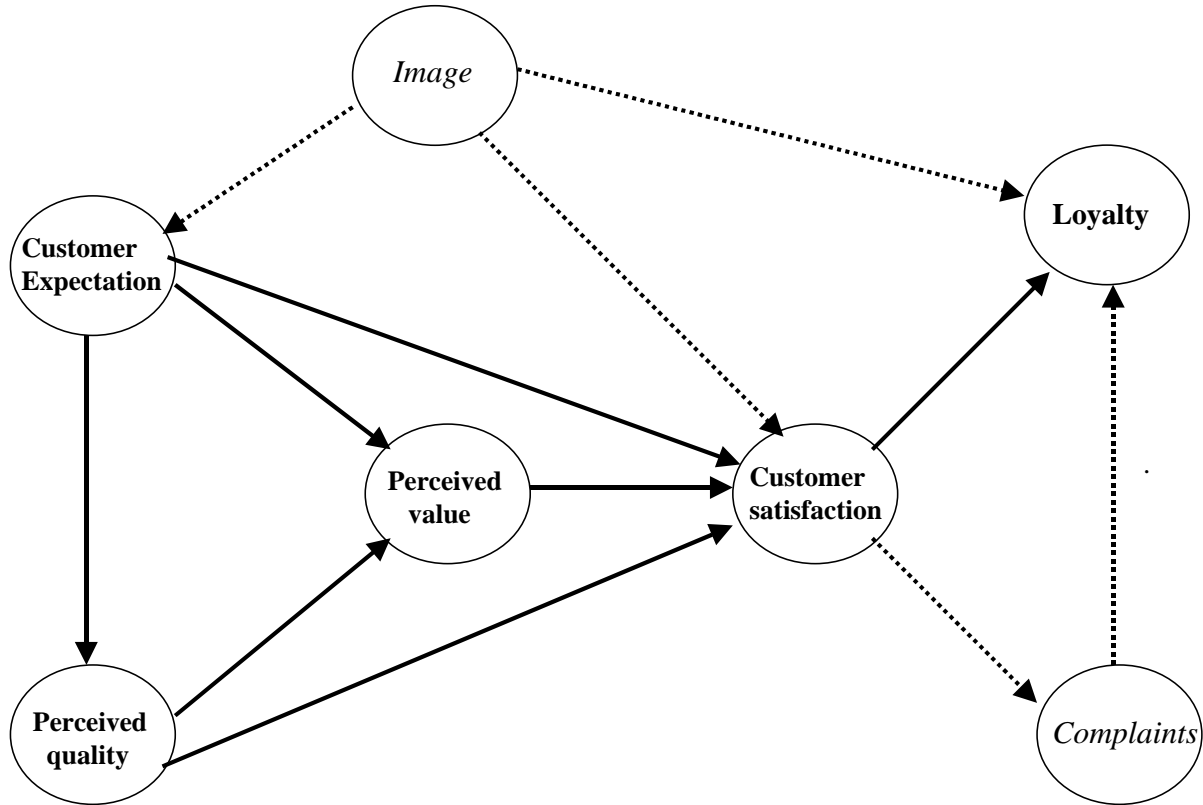 Image
Loyalty
Customer
Expectation
Perceived
value
Customer
satisfaction
Perceived
quality
Complaints